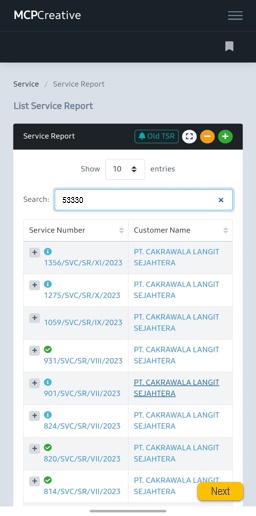 MCPCreative
Service / Service Report
List Service Report
Service Report
Old TSR
Show 10 entries
Search: 53330
Service Number
Customer Name
1356/SVC/SR/XI/2023
PT. CAKRAWALA LANGIT
SEJAHTERA
1275/SVC/SR/X/2023
PT. CAKRAWALA LANGIT
SEJAHTERA
1059/SVC/SR/IX/2023
PT. CAKRAWALA LANGIT
SEJAHTERA
931/SVC/SR/VIII/2023
PT. CAKRAWALA LANGIT
SEJAHTERA
901/SVC/SR/VII/2023
PT. CAKRAWALA LANGIT
SEJAHTERA
824/SVC/SR/VII/2023
PT. CAKRAWALA LANGIT
SEJAHTERA
820/SVC/SR/VII/2023
PT. CAKRAWALA LANGIT
SEJAHTERA
814/SVC/SR/VII/2023
PT. CAKRAWALA LANGIT
SEJAHTERA
Next